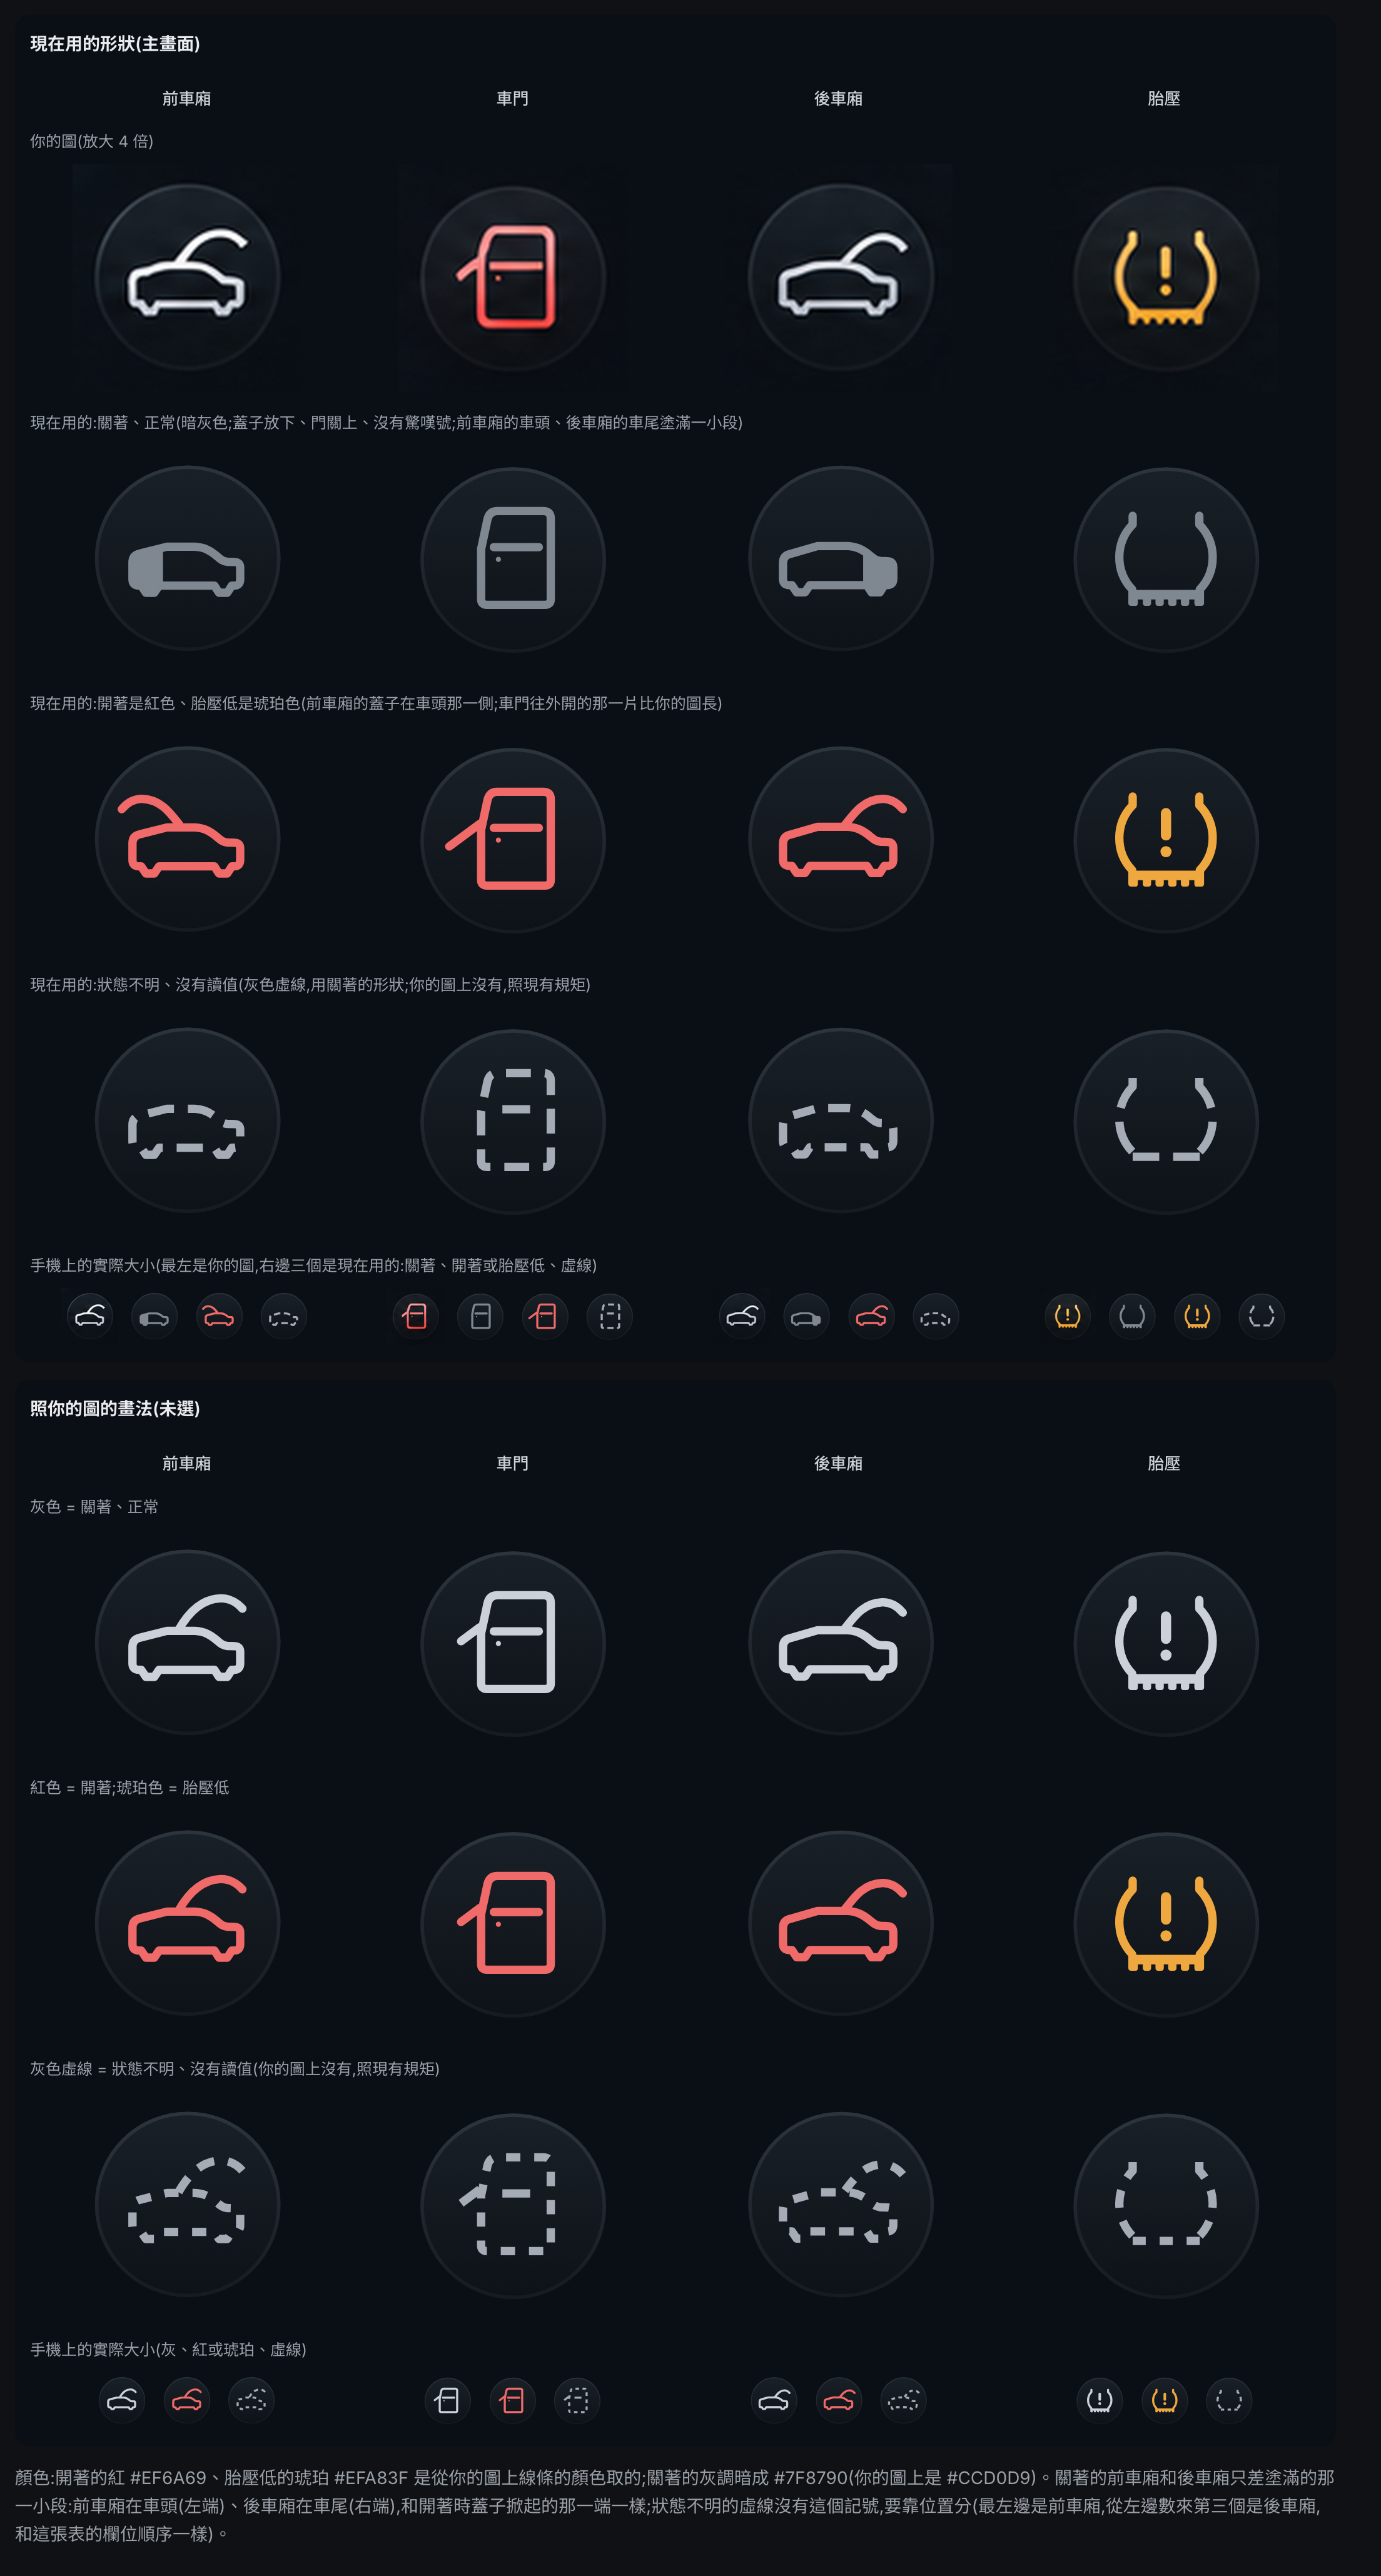 現在用的形狀(主畫面)
前車廂 車門 後車廂 胎壓
你的圖(放大 4 倍)
現在用的:關著、正常(暗灰色;蓋子放下、門關上、沒有驚嘆號;前車廂的車頭、後車廂的車尾塗滿一小段)
現在用的:開著是紅色、胎壓低是琥珀色(前車廂的蓋子在車頭那一側;車門往外開的那一片比你的圖長)
現在用的:狀態不明、沒有讀值(灰色虛線,用關著的形狀;你的圖上沒有,照現有規矩)
手機上的實際大小(最左是你的圖,右邊三個是現在用的:關著、開著或胎壓低、虛線)
照你的圖的畫法(未選)
前車廂 車門 後車廂 胎壓
灰色 = 關著、正常
紅色 = 開著;琥珀色 = 胎壓低
灰色虛線 = 狀態不明、沒有讀值(你的圖上沒有,照現有規矩)
手機上的實際大小(灰、紅或琥珀、虛線)
顏色:開著的紅 #EF6A69、胎壓低的琥珀 #EFA83F 是從你的圖上線條的顏色取的;關著的灰調暗成 #7F8790(你的圖上是 #CCD0D9)。關著的前車廂和後車廂只差塗滿的那
一小段:前車廂在車頭(左端)、後車廂在車尾(右端),和開著時蓋子掀起的那一端一樣;狀態不明的虛線沒有這個記號,要靠位置分(最左邊是前車廂,從左邊數來第三個是後車廂,
和這張表的欄位順序一樣)。